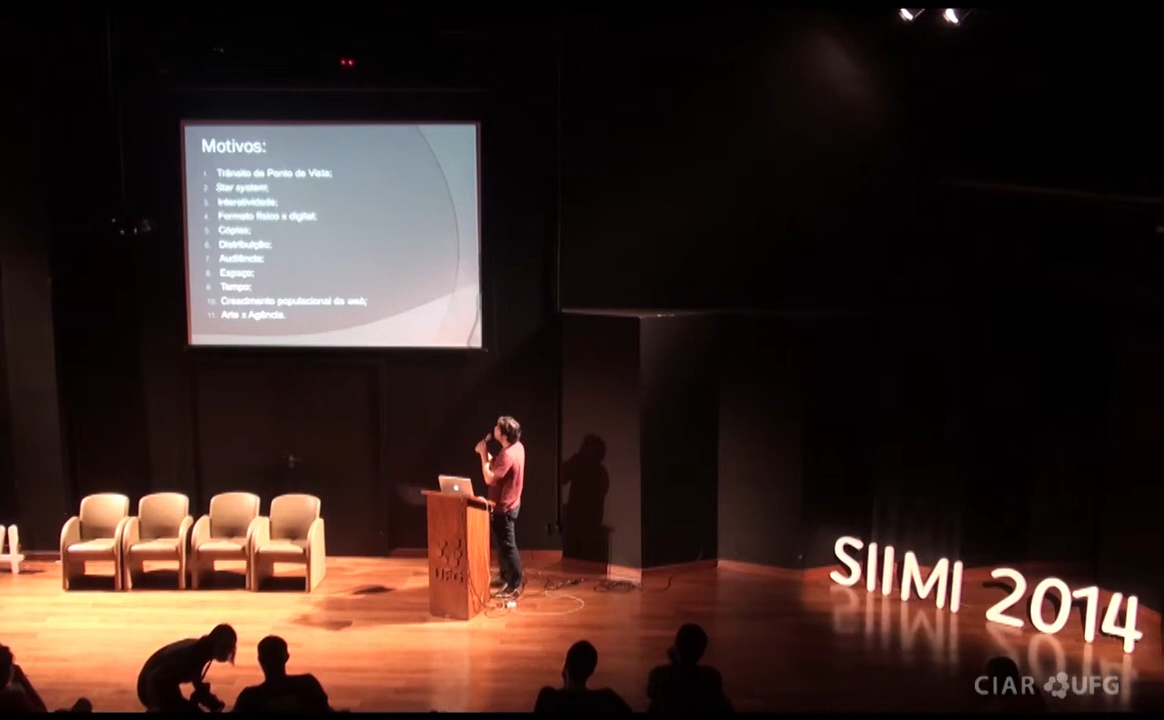 Motivos:
1. Trânsito de Ponto de Vista;
2. Star system;
3. Interatividade;
4. Formato físico x digital;
5. Cópias;
6. Distribuição;
7. Audiência;
8. Espaço;
9. Tempo;
10. Crescimento populacional da web;
11. Arte x Agência.
UFG
SIIMI 2014
CIAR UFG